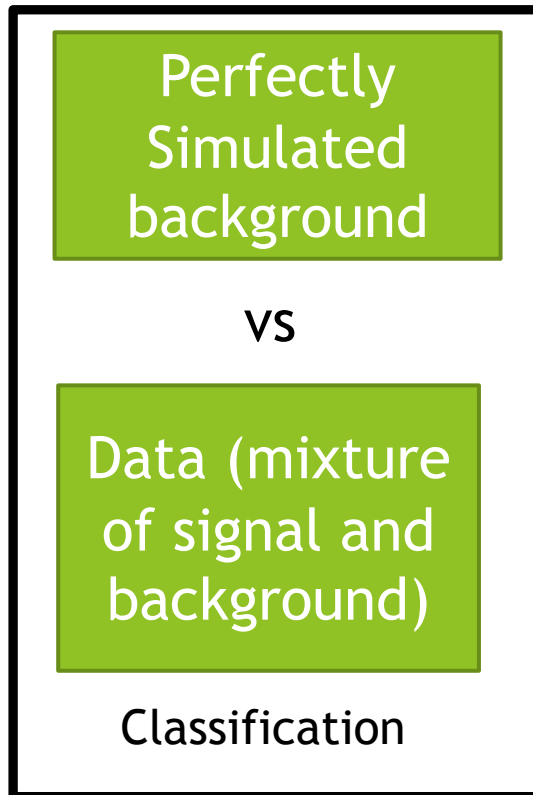 Perfectly
Simulated
background
vs
Data (mixture
of signal and
background)
Classification